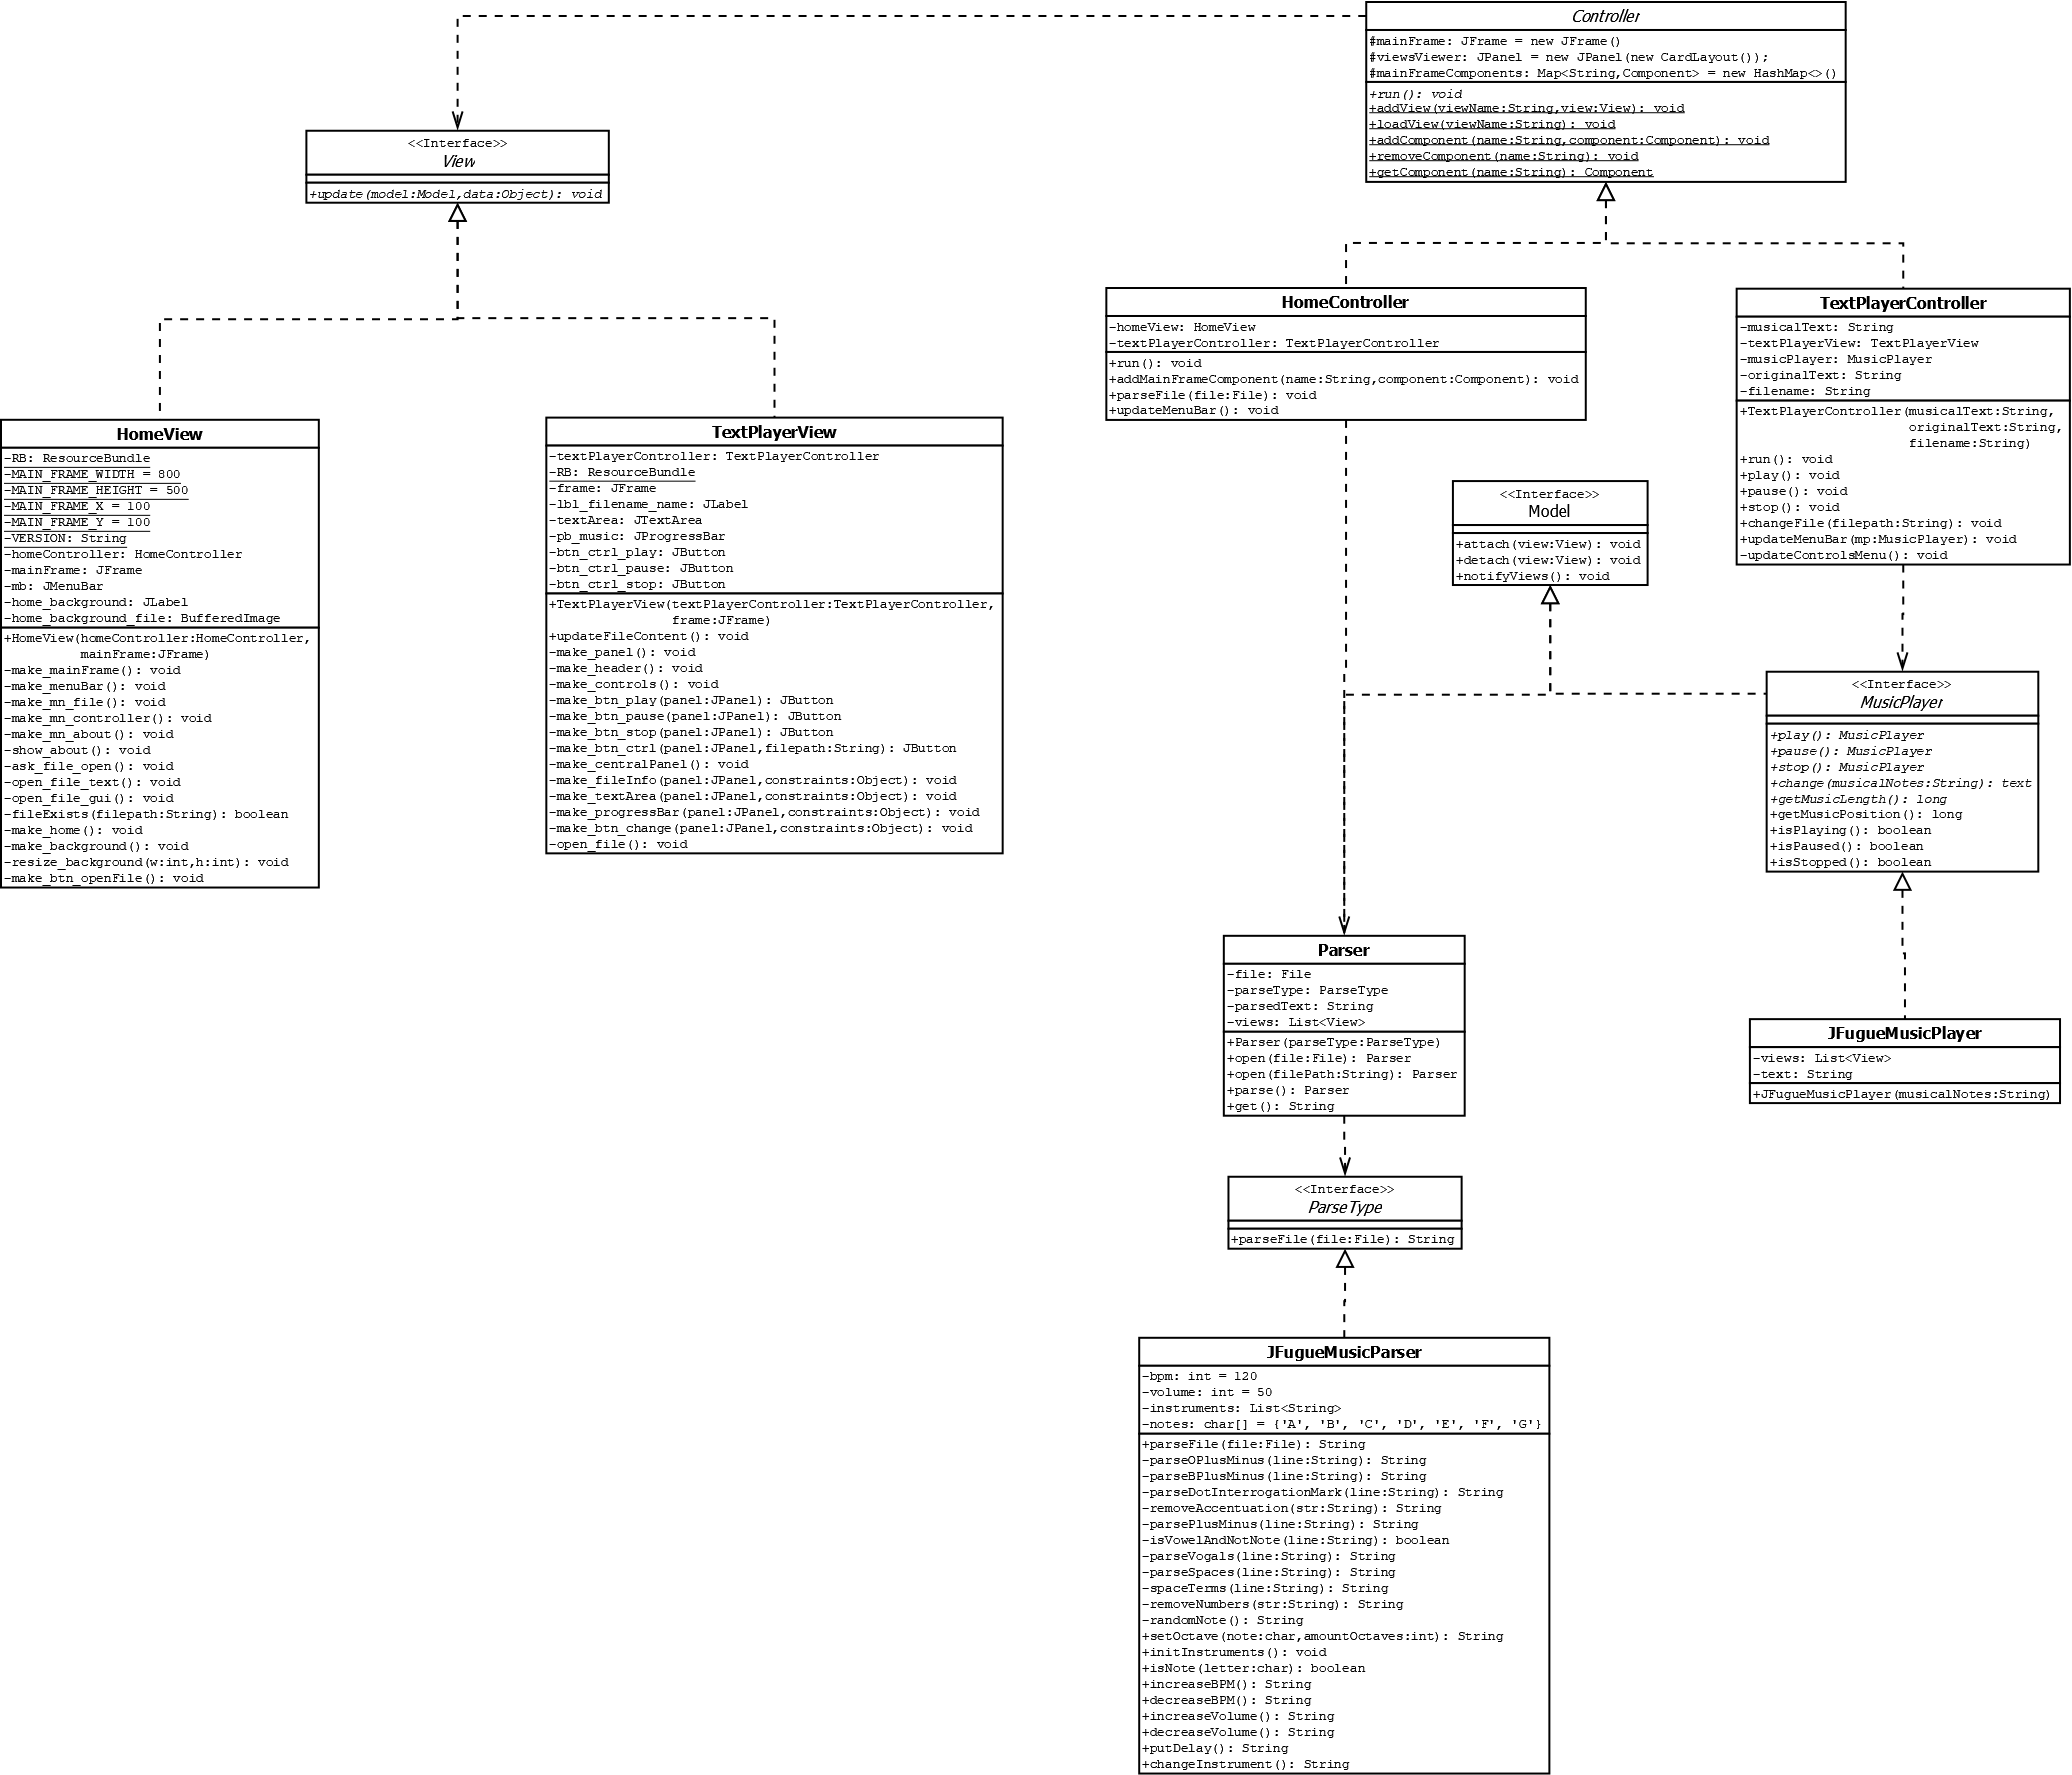 Controller
#mainFrame: JFrame = new JFrame()
#viewsViewer: JPanel = new JPanel(new CardLayout());
#mainFrameComponents: Map<String,Component> = new HashMap<>()
+run(): void
+addView(viewName:String,view:View): void
+loadView(viewName:String): void
+addComponent(name:String,component:Component): void
+removeComponent(name:String): void
+getComponent(name:String): Component
<<Interface>>
View
+update(model:Model,data:Object): void
HomeController
-homeView: HomeView
-textPlayerController: TextPlayerController
+run(): void
+addMainFrameComponent(name:String,component:Component): void
+parseFile(file:File): void
+updateMenuBar(): void
TextPlayerController
-musicalText: String
-textPlayerView: TextPlayerView
-musicPlayer: MusicPlayer
-originalText: String
-filename: String
+TextPlayerController(musicalText:String,
originalText:String,
filename:String)
+run(): void
+play(): void
+pause(): void
+stop(): void
+changeFile(filepath:String): void
+updateMenuBar(mp:MusicPlayer): void
-updateControlsMenu(): void
HomeView
-RB: ResourceBundle
-MAIN_FRAME_WIDTH = 800
-MAIN_FRAME_HEIGHT = 500
-MAIN_FRAME_X = 100
-MAIN_FRAME_Y = 100
-VERSION: String
-homeController: HomeController
-mainFrame: JFrame
-mb: JMenuBar
-home_background: JLabel
-home_background_file: BufferedImage
+HomeView(homeController:HomeController,
mainFrame:JFrame)
-make_mainFrame(): void
-make_menuBar(): void
-make_mn_file(): void
-make_mn_controller(): void
-make_mn_about(): void
-show_about(): void
-ask_file_open(): void
-open_file_text(): void
-open_file_gui(): void
-fileExists(filepath:String): boolean
-make_home(): void
-make_background(): void
-resize_background(w:int,h:int): void
-make_btn_openFile(): void
TextPlayerView
-textPlayerController: TextPlayerController
-RB: ResourceBundle
-frame: JFrame
-lbl_filename_name: JLabel
-textArea: JTextArea
-pb_music: JProgressBar
-btn_ctrl_play: JButton
-btn_ctrl_pause: JButton
-btn_ctrl_stop: JButton
+TextPlayerView(textPlayerController:TextPlayerController,
frame:JFrame)
+updateFileContent(): void
-make_panel(): void
-make_header(): void
-make_controls(): void
-make_btn_play(panel:JPanel): JButton
-make_btn_pause(panel:JPanel): JButton
-make_btn_stop(panel:JPanel): JButton
-make_btn_ctrl(panel:JPanel,filepath:String): JButton
-make_centralPanel(): void
-make_fileInfo(panel:JPanel,constraints:Object): void
-make_textArea(panel:JPanel,constraints:Object): void
-make_progressBar(panel:JPanel,constraints:Object): void
-make_btn_change(panel:JPanel,constraints:Object): void
-open_file(): void
<<Interface>>
Model
+attach(view:View): void
+detach(view:View): void
+notifyViews(): void
<<Interface>>
MusicPlayer
+play(): MusicPlayer
+pause(): MusicPlayer
+stop(): MusicPlayer
+change(musicalNotes:String): text
+getMusicLength(): long
+getMusicPosition(): long
+isPlaying(): boolean
+isPaused(): boolean
+isStopped(): boolean
Parser
-file: File
-parseType: ParseType
-parsedText: String
-views: List<View>
+Parser(parseType:ParseType)
+open(file:File): Parser
+open(filePath:String): Parser
+parse(): Parser
+get(): String
JFugueMusicPlayer
-views: List<View>
-text: String
+JFugueMusicPlayer(musicalNotes:String)
<<Interface>>
ParseType
+parseFile(file:File): String
JFugueMusicParser
-bpm: int = 120
-volume: int = 50
-instruments: List<String>
-notes: char[] = {'A', 'B', 'C', 'D', 'E', 'F', 'G'}
+parseFile(file:File): String
-parseOPlusMinus(line:String): String
-parseBPlusMinus(line:String): String
-parseDotInterrogationMark(line:String): String
-removeAccentuation(str:String): String
-parsePlusMinus(line:String): String
-isVowelAndNotNote(line:String): boolean
-parseVogals(line:String): String
-parseSpaces(line:String): String
-spaceTerms(line:String): String
-removeNumbers(str:String): String
-randomNote(): String
+setOctave(note:char,amountOctaves:int): String
+initInstruments(): void
+isNote(letter:char): boolean
+increaseBPM(): String
+decreaseBPM(): String
+increaseVolume(): String
+decreaseVolume(): String
+putDelay(): String
+changeInstrument(): String